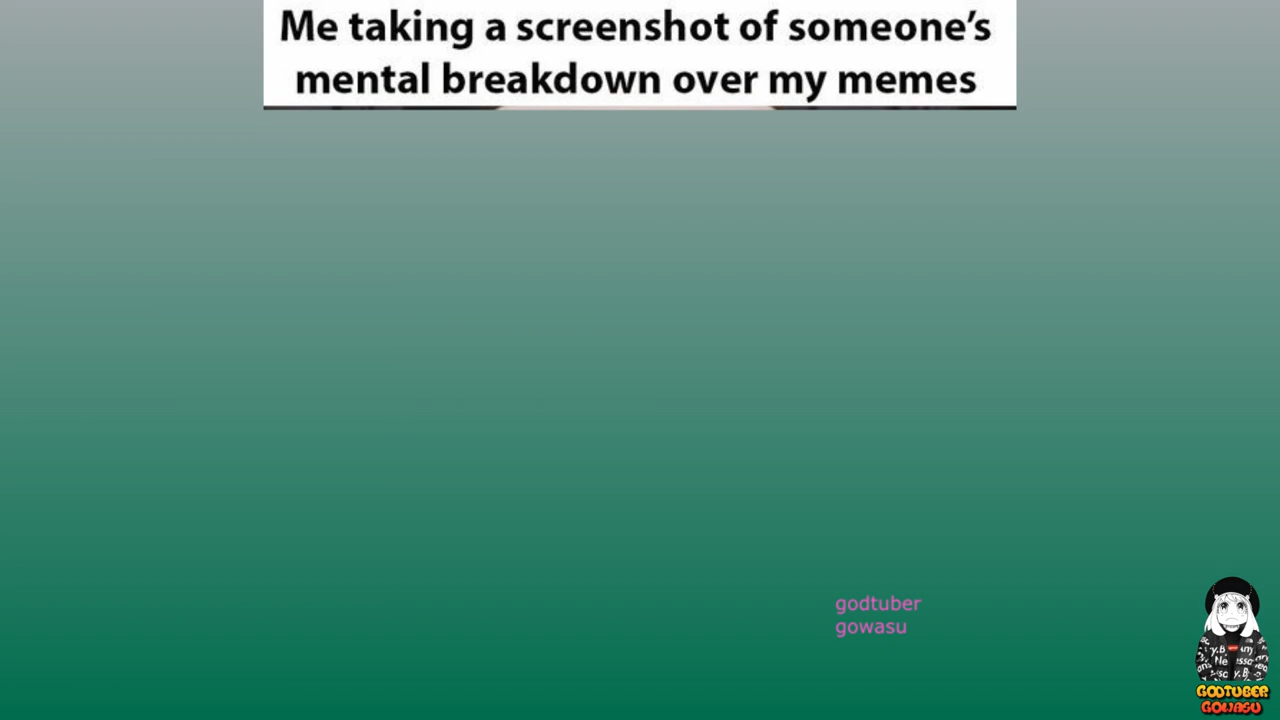 Me taking a screenshot of someone’s
mental breakdown over my memes
godtuber
gowasu
GODTUBER
GOWASU